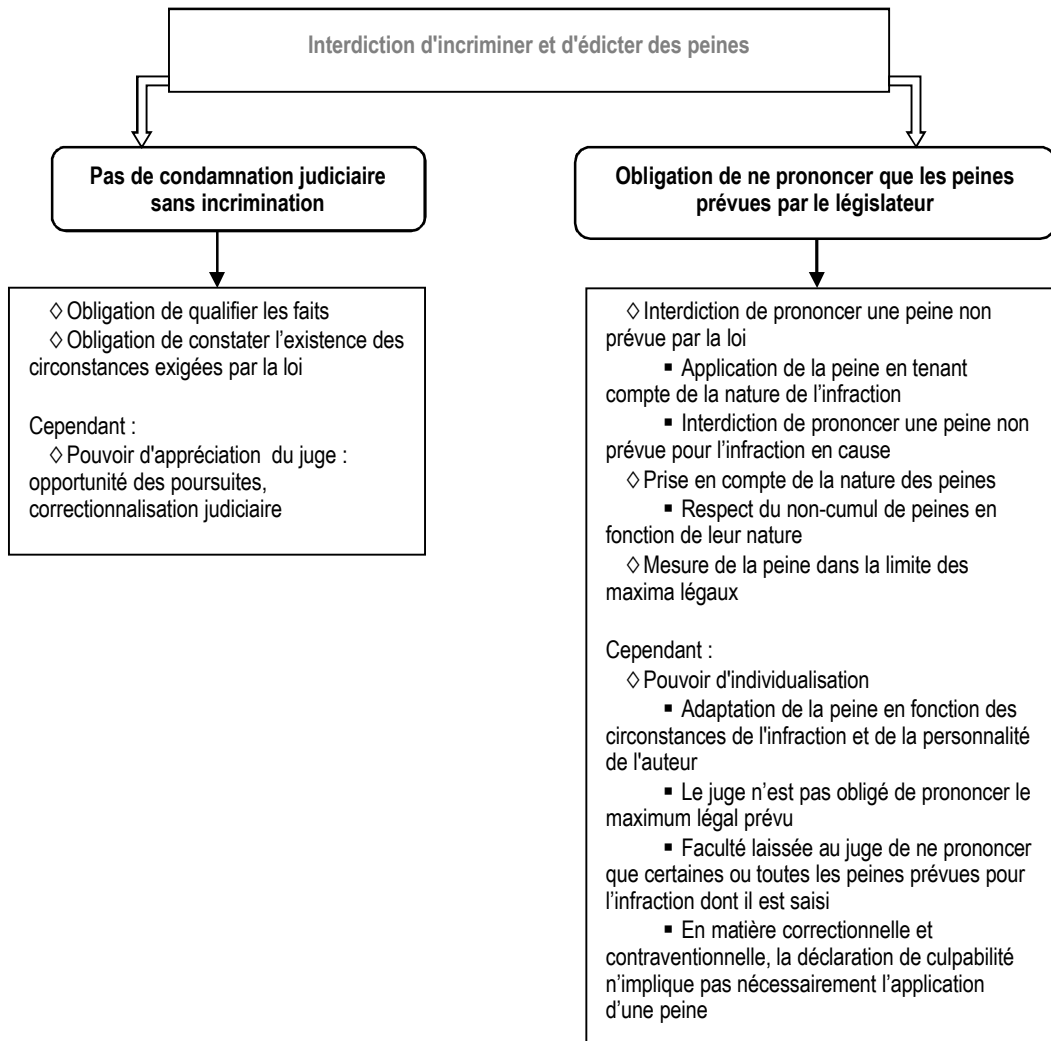 Interdiction d'incriminer et d'édicter des peines
Pas de condamnation judiciaire
sans incrimination
◊ Obligation de qualifier les faits
◊ Obligation de constater l’existence des
circonstances exigées par la loi
Cependant :
◊ Pouvoir d'appréciation du juge :
opportunité des poursuites,
correctionnalisation judiciaire
Obligation de ne prononcer que les peines
prévues par le législateur
◊ Interdiction de prononcer une peine non
prévue par la loi
▪ Application de la peine en tenant
compte de la nature de l’infraction
▪ Interdiction de prononcer une peine non
prévue pour l’infraction en cause
◊ Prise en compte de la nature des peines
▪ Respect du non-cumul de peines en
fonction de leur nature
◊ Mesure de la peine dans la limite des
maxima légaux
Cependant :
◊ Pouvoir d'individualisation
▪ Adaptation de la peine en fonction des
circonstances de l'infraction et de la personnalité
de l'auteur
▪ Le juge n’est pas obligé de prononcer le
maximum légal prévu
▪ Faculté laissée au juge de ne prononcer
que certaines ou toutes les peines prévues pour
l’infraction dont il est saisi
▪ En matière correctionnelle et
contraventionnelle, la déclaration de culpabilité
n’implique pas nécessairement l’application
d’une peine